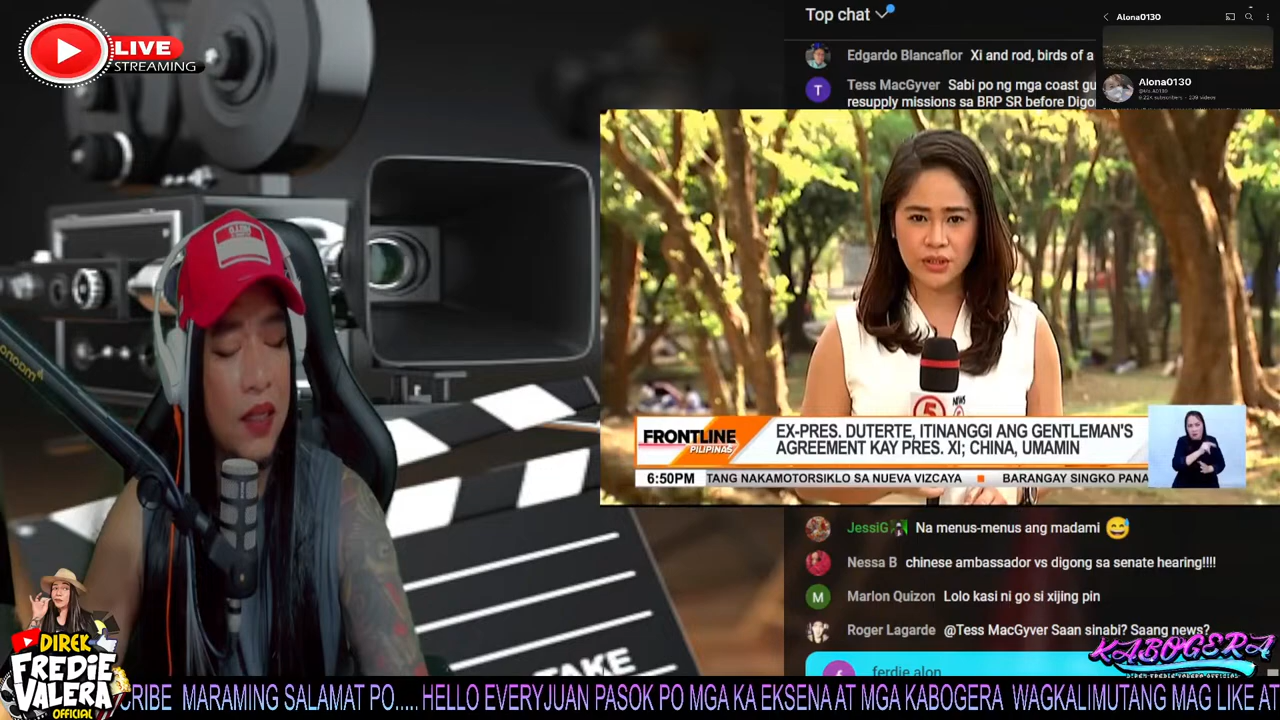 LIVE
STREAMING
Top chat
Alona0130
Alona0130
Edgardo Blancaflor Xi and rod, birds of a
T
Tess MacGyver Sabi po ng mga coast gu
resupply missions sa BRP SR before Digo
NEWS
5
FRONTLINE
PILIPINAS
EX-PRES. DUTERTE, ITINANGGI ANG GENTLEMAN'S
AGREEMENT KAY PRES. XI; CHINA, UMAMIN
6:50PM
TANG NAKAMOTORSIKLO SA NUEVA VIZCAYA ■ BARANGAY SINGKO PANA
JessiG Na menus-menus ang madami 😅
Nessa B chinese ambassador vs digong sa senate hearing!!!!
M
Marlon Quizon Lolo kasi ni go si xijing pin
Roger Lagarde @Tess MacGyver Saan sinabi? Saang news?
ferdie alon
KABOGERA
TAKE
maono
DIREK
FREDIE
VALERA
OFFICIAL
CRIBE MARAMING SALAMAT PO..... HELLO EVERYJUAN PASOK PO MGA KA EKSENA AT MGA KABOGERA WAGKALIMUTANG MAG LIKE AT